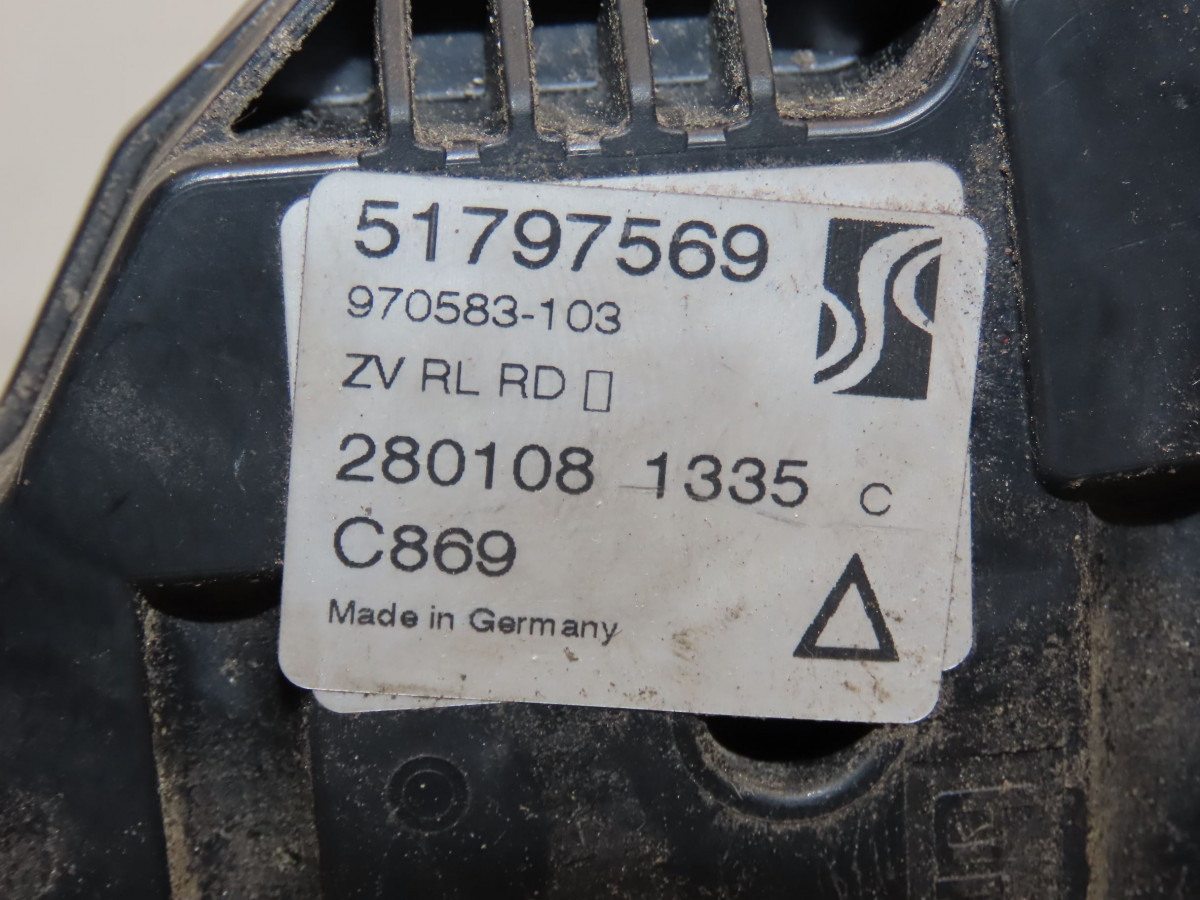 51797569
970583-103
ZV RL RD ▯
280108 1335 C
C869
Made in Germany